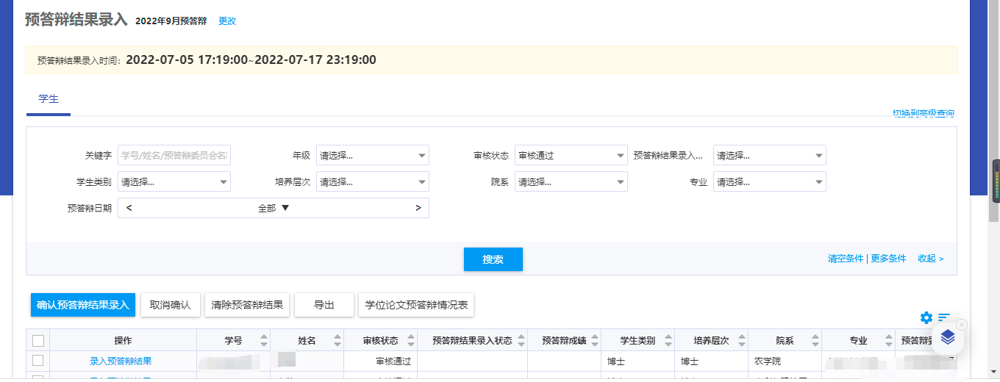 预答辩结果录入 2022年9月预答辩 更改
预答辩结果录入时间：2022-07-05 17:19:00~2022-07-17 23:19:00
学生
切换到高级查询
关键字 学号/姓名/预答辩委员会名 年级 请选择... 审核状态 审核通过 预答辩结果录入... 请选择...
学生类别 请选择... 培养层次 请选择... 院系 请选择... 专业 请选择...
预答辩日期 < 全部 ▼ >
搜索 清空条件 | 更多条件 收起 >
确认预答辩结果录入 取消确认 清除预答辩结果 导出 学位论文预答辩情况表
操作 学号 姓名 审核状态 预答辩结果录入状态 预答辩成绩 学生类别 培养层次 院系 专业 预答辩
录入预答辩结果 审核通过 博士 博士 农学院